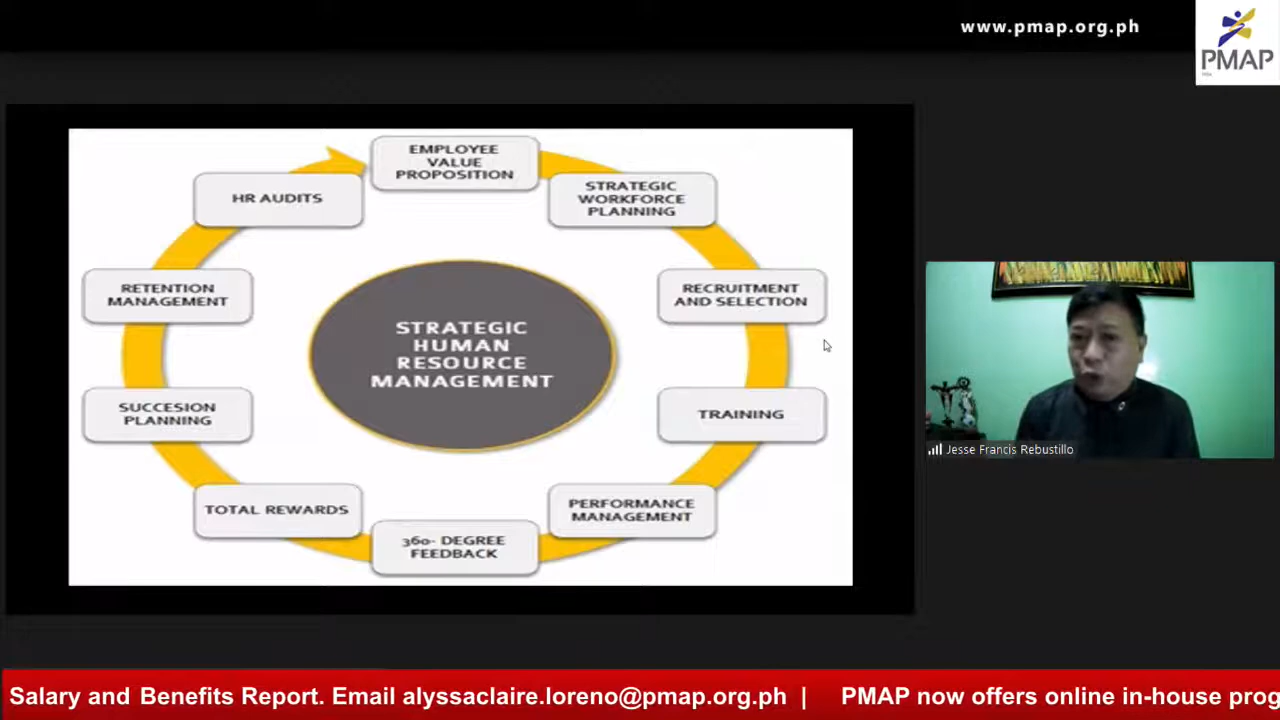 www.pmap.org.ph
PMAP
EMPLOYEE
VALUE
PROPOSITION
STRATEGIC
WORKFORCE
PLANNING
RECRUITMENT
AND SELECTION
TRAINING
PERFORMANCE
MANAGEMENT
360- DEGREE
FEEDBACK
TOTAL REWARDS
SUCCESION
PLANNING
RETENTION
MANAGEMENT
HR AUDITS
STRATEGIC
HUMAN
RESOURCE
MANAGEMENT
Jesse Francis Rebustillo
Salary and Benefits Report. Email alyssaclaire.loreno@pmap.org.ph | PMAP now offers online in-house prog